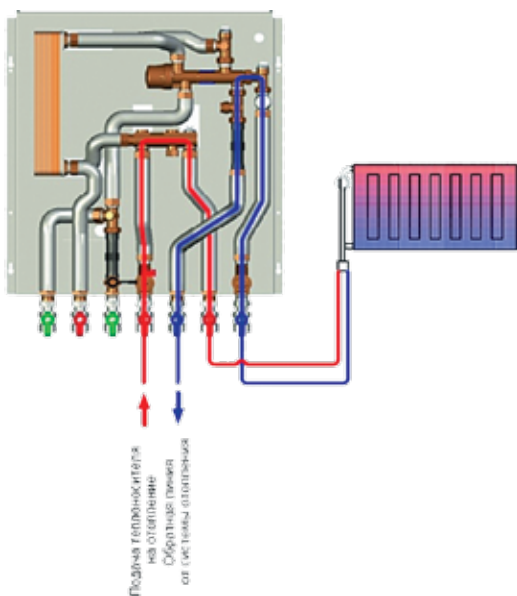 Подача теплоносителя
на отопление
Обратная линия
от системы отопления